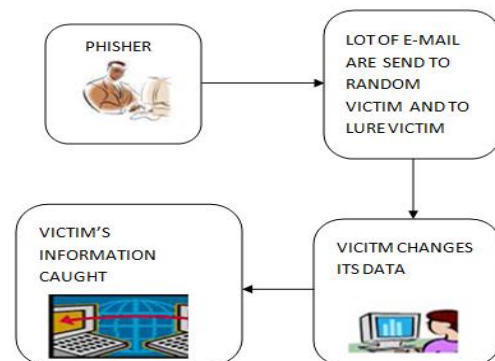 PHISHER
LOT OF E-MAIL
ARE SEND TO
RANDOM
VICTIM AND TO
LURE VICTIM
VICITM CHANGES
ITS DATA
VICTIM'S
INFORMATION
CAUGHT